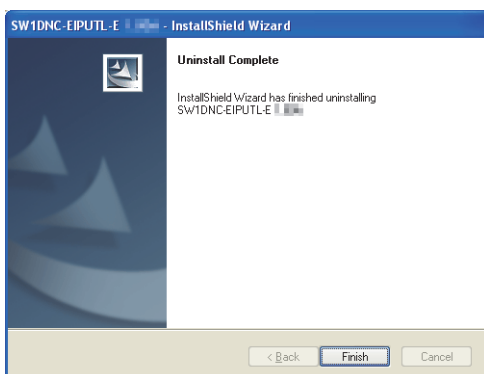 SW1DNC-EIPUTL-E - InstallShield Wizard
Uninstall Complete
InstallShield Wizard has finished uninstalling
SW1DNC-EIPUTL-E
< Back Finish Cancel